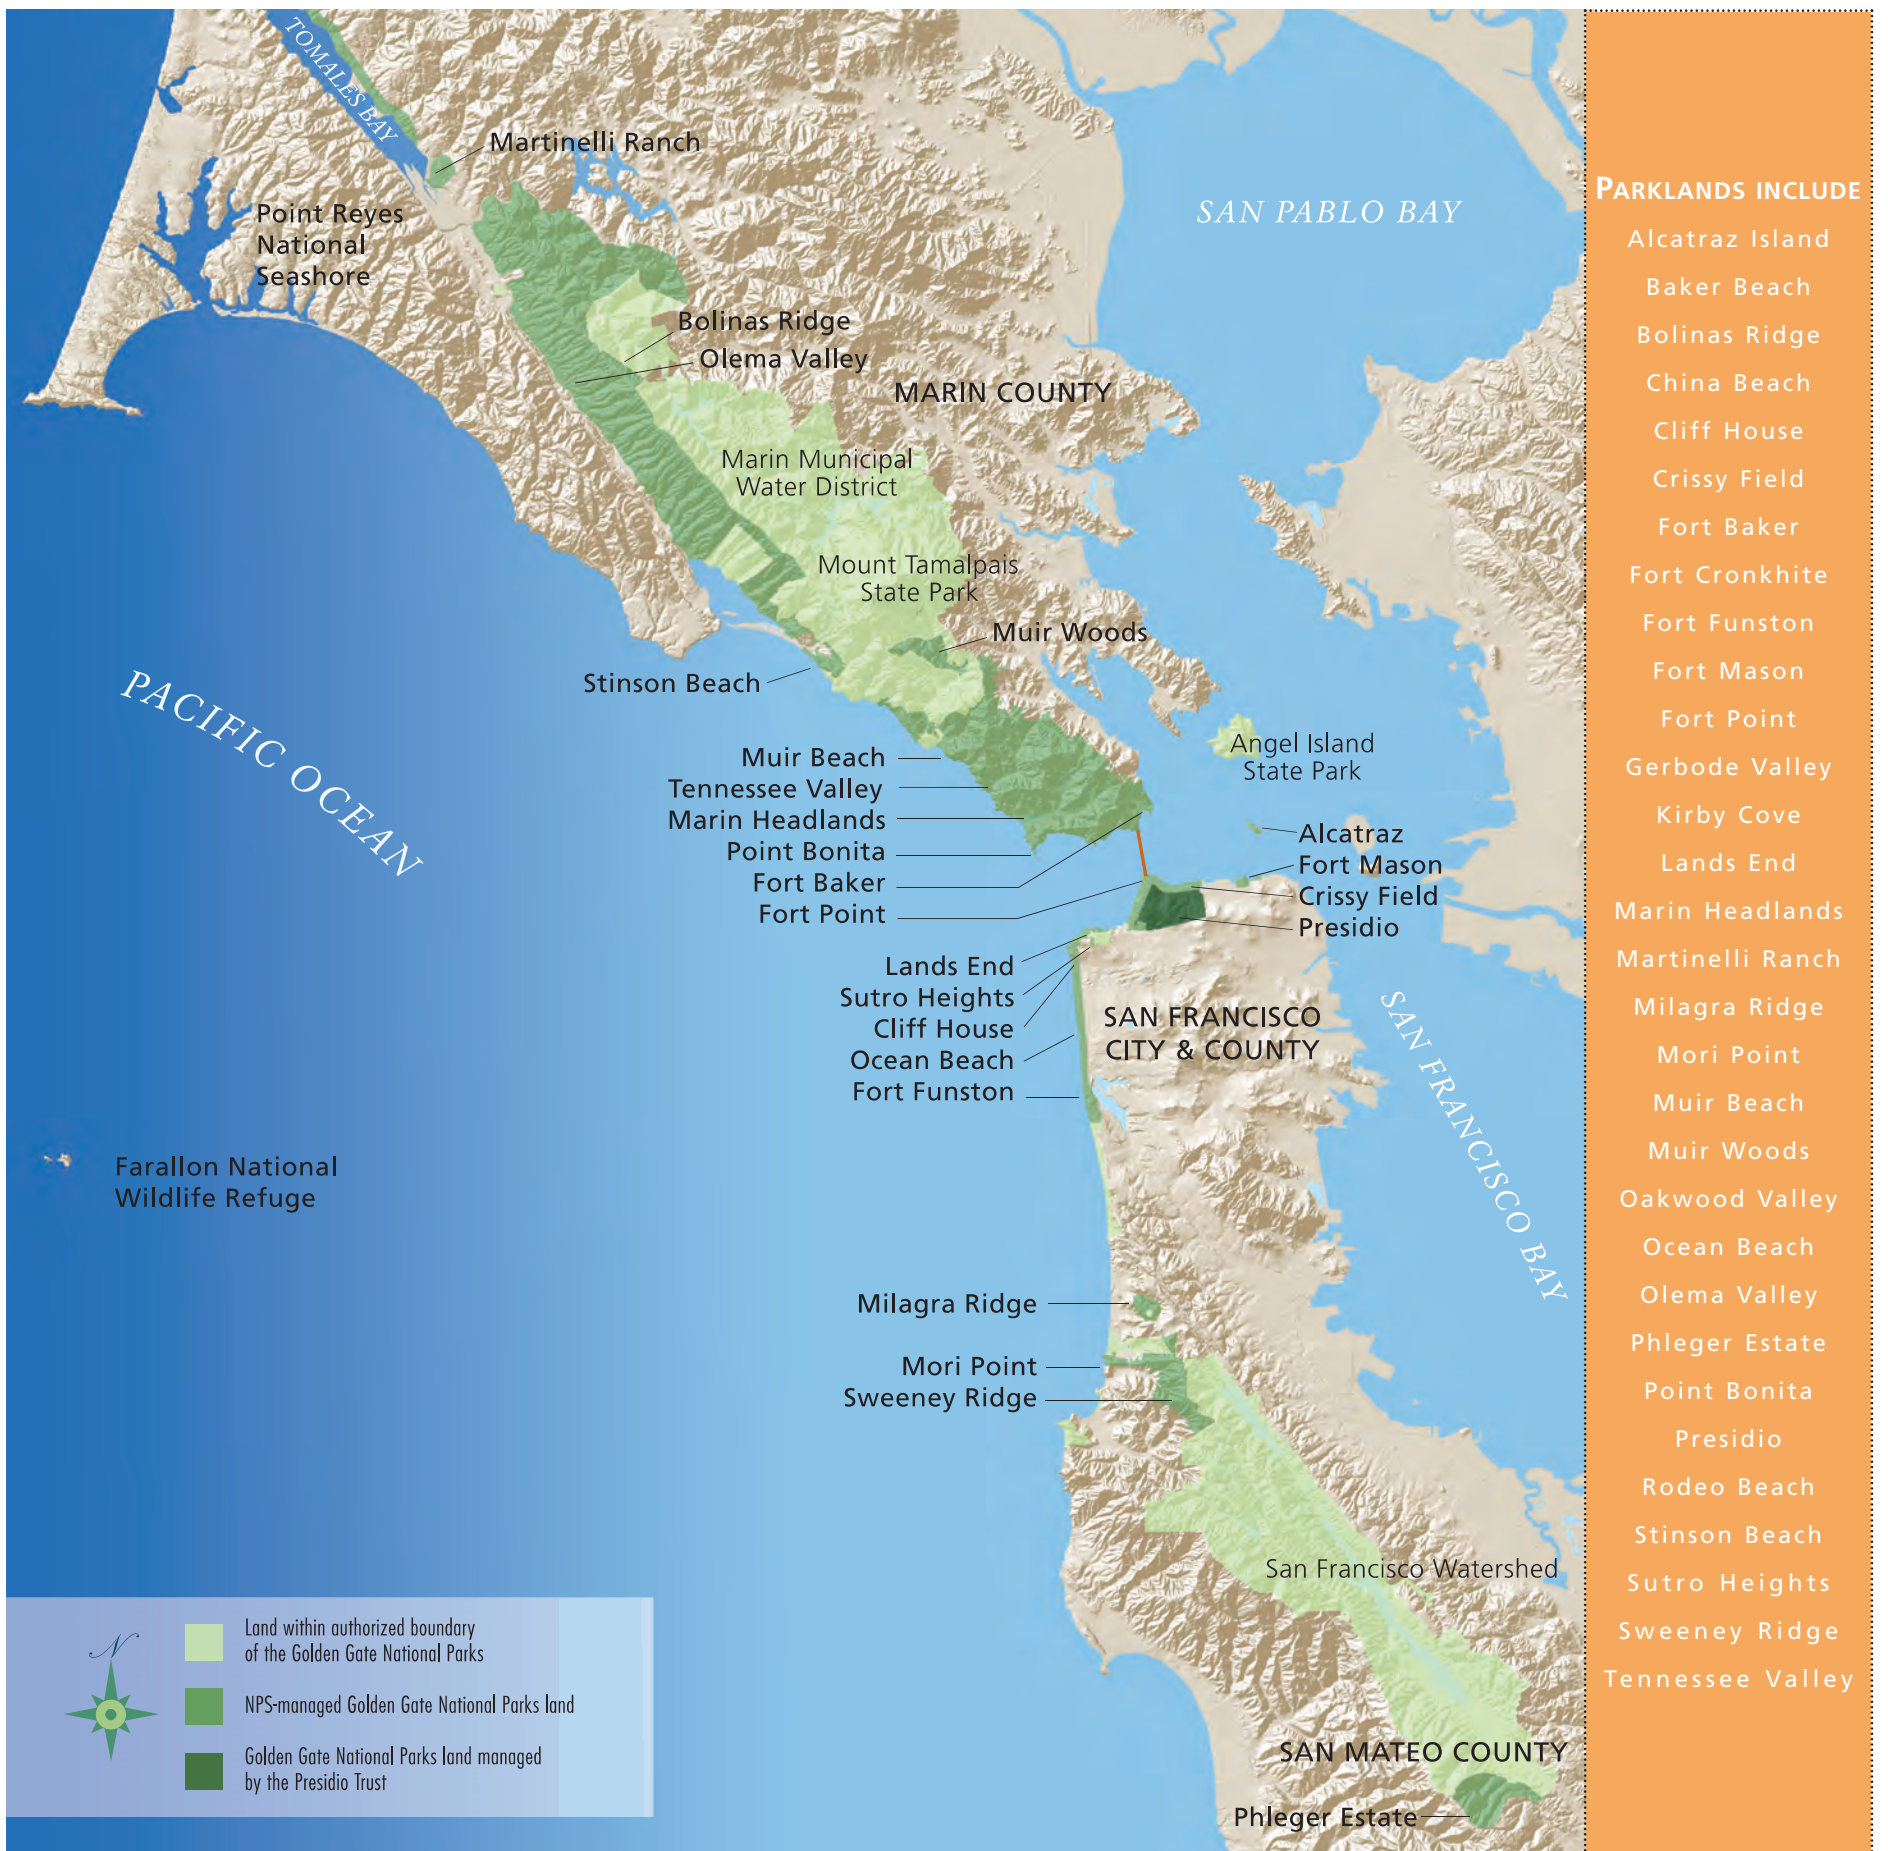 TOMALES BAY
Martinelli Ranch
Point Reyes
National
Seashore
SAN PABLO BAY
Bolinas Ridge
Olema Valley
MARIN COUNTY
Marin Municipal
Water District
Mount Tamalpais
State Park
Muir Woods
Stinson Beach
PACIFIC OCEAN
Angel Island
State Park
Muir Beach
Tennessee Valley
Marin Headlands
Point Bonita
Fort Baker
Fort Point
Alcatraz
Fort Mason
Crissy Field
Presidio
Lands End
Sutro Heights
Cliff House
Ocean Beach
Fort Funston
SAN FRANCISCO
CITY & COUNTY
SAN FRANCISCO BAY
Farallon National
Wildlife Refuge
Milagra Ridge
Mori Point
Sweeney Ridge
San Francisco Watershed
SAN MATEO COUNTY
Phleger Estate
N
Land within authorized boundary
of the Golden Gate National Parks
NPS-managed Golden Gate National Parks land
Golden Gate National Parks land managed
by the Presidio Trust
PARKLANDS INCLUDE
Alcatraz Island
Baker Beach
Bolinas Ridge
China Beach
Cliff House
Crissy Field
Fort Baker
Fort Cronkhite
Fort Funston
Fort Mason
Fort Point
Gerbode Valley
Kirby Cove
Lands End
Marin Headlands
Martinelli Ranch
Milagra Ridge
Mori Point
Muir Beach
Muir Woods
Oakwood Valley
Ocean Beach
Olema Valley
Phleger Estate
Point Bonita
Presidio
Rodeo Beach
Stinson Beach
Sutro Heights
Sweeney Ridge
Tennessee Valley